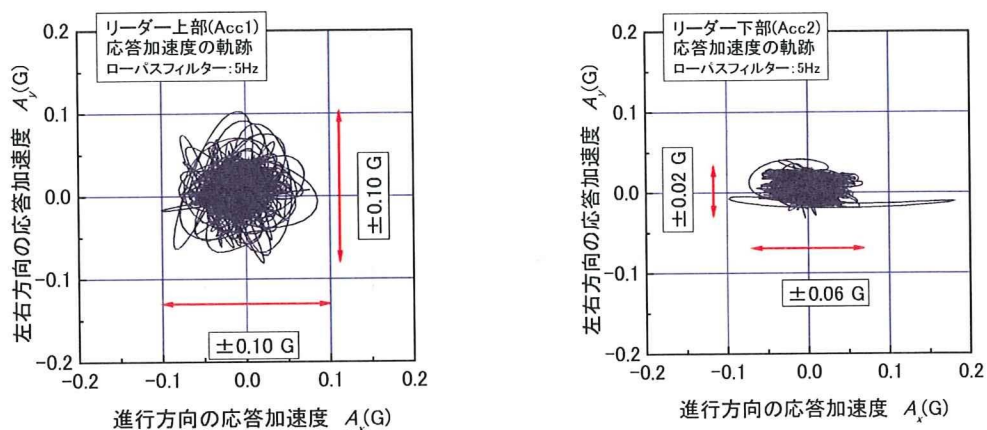 リーダー上部(Acc1)
応答加速度の軌跡
ローパスフィルター:5Hz
左右方向の応答加速度 Ay(G)
0.2
0.1
0.0
-0.1
-0.2
±0.10 G
±0.10 G
-0.2 -0.1 0.0 0.1 0.2
進行方向の応答加速度 Ax(G)
リーダー下部(Acc2)
応答加速度の軌跡
ローパスフィルター:5Hz
左右方向の応答加速度 Ay(G)
0.2
0.1
0.0
-0.1
-0.2
±0.02 G
±0.06 G
-0.2 -0.1 0.0 0.1 0.2
進行方向の応答加速度 Ax(G)